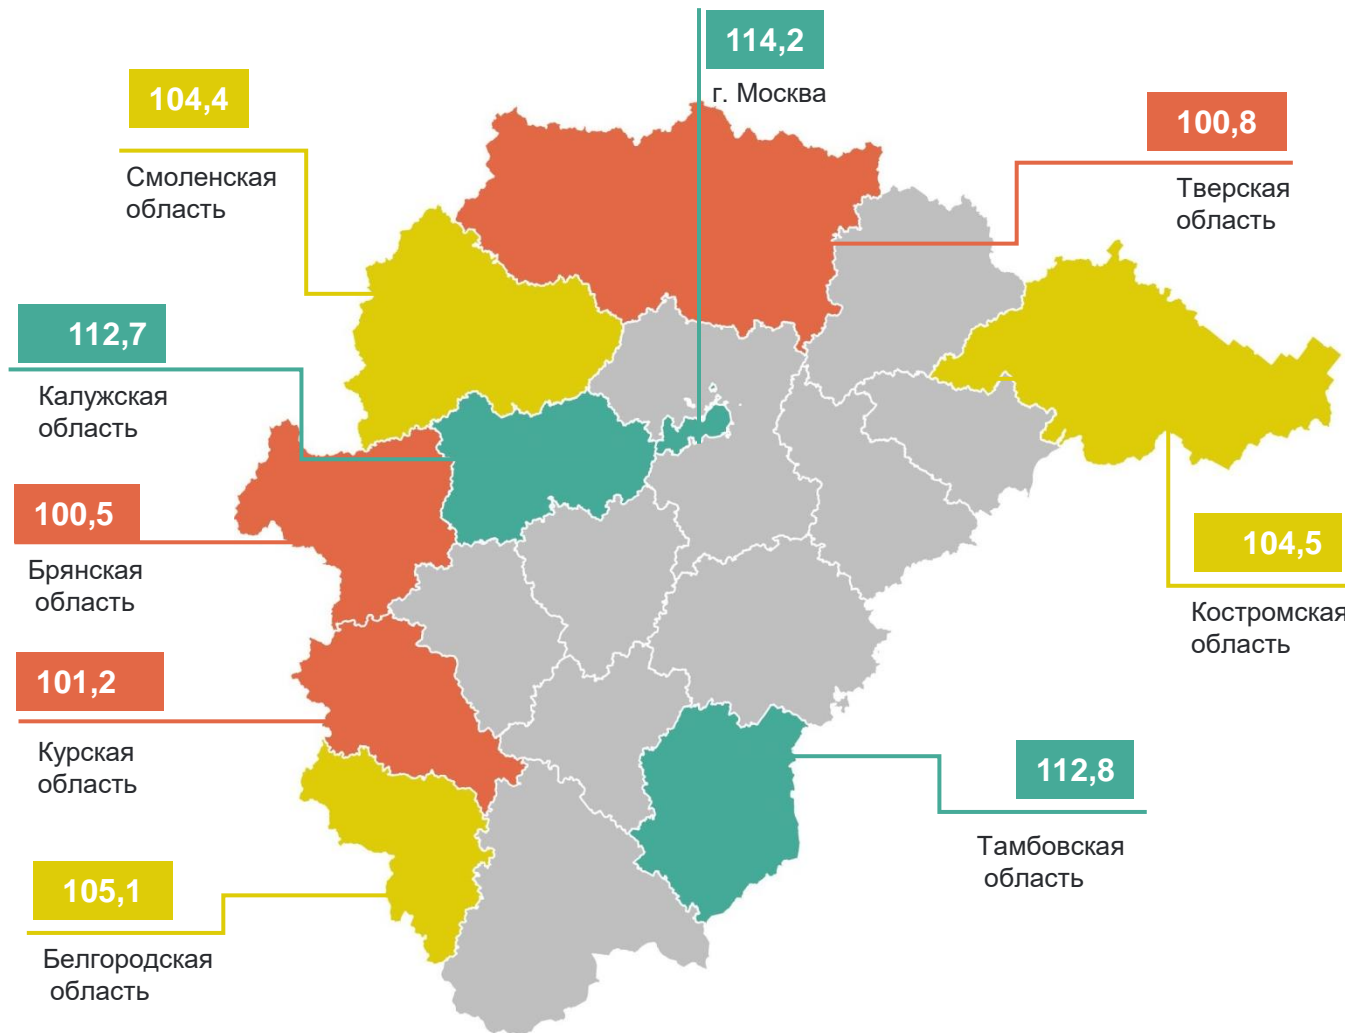 114,2
г. Москва
104,4
Смоленская
область
100,8
Тверская
область
112,7
Калужская
область
100,5
Брянская
область
104,5
Костромская
область
101,2
Курская
область
112,8
Тамбовская
область
105,1
Белгородская
область